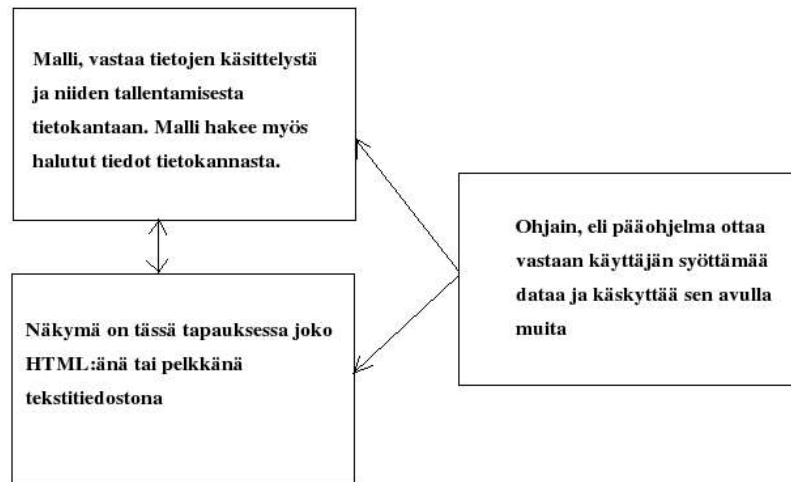 Malli, vastaa tietojen käsittelystä
ja niiden tallentamisesta
tietokantaan. Malli hakee myös
halutut tiedot tietokannasta.
Ohjain, eli pääohjelma ottaa
vastaan käyttäjän syöttämää
dataa ja käskyttää sen avulla
muita
Näkymä on tässä tapauksessa joko
HTML:änä tai pelkkänä
tekstitiedostona